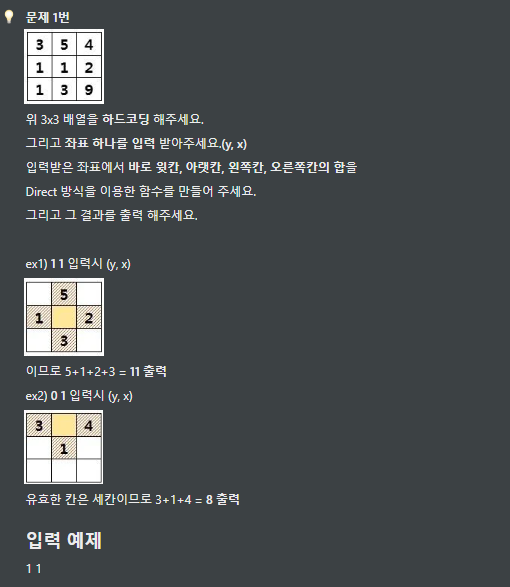 문제 1번
3 5 4
1 1 2
1 3 9
위 3x3 배열을 하드코딩 해주세요.
그리고 좌표 하나를 입력 받아주세요.(y, x)
입력받은 좌표에서 바로 윗칸, 아랫칸, 왼쪽칸, 오른쪽칸의 합을
Direct 방식을 이용한 함수를 만들어 주세요.
그리고 그 결과를 출력 해주세요.
ex1) 1 1 입력시 (y, x)
5
1 2
3
이므로 5+1+2+3 = 11 출력
ex2) 0 1 입력시 (y, x)
3 4
1
유효한 칸은 세칸이므로 3+1+4 = 8 출력
입력 예제
1 1